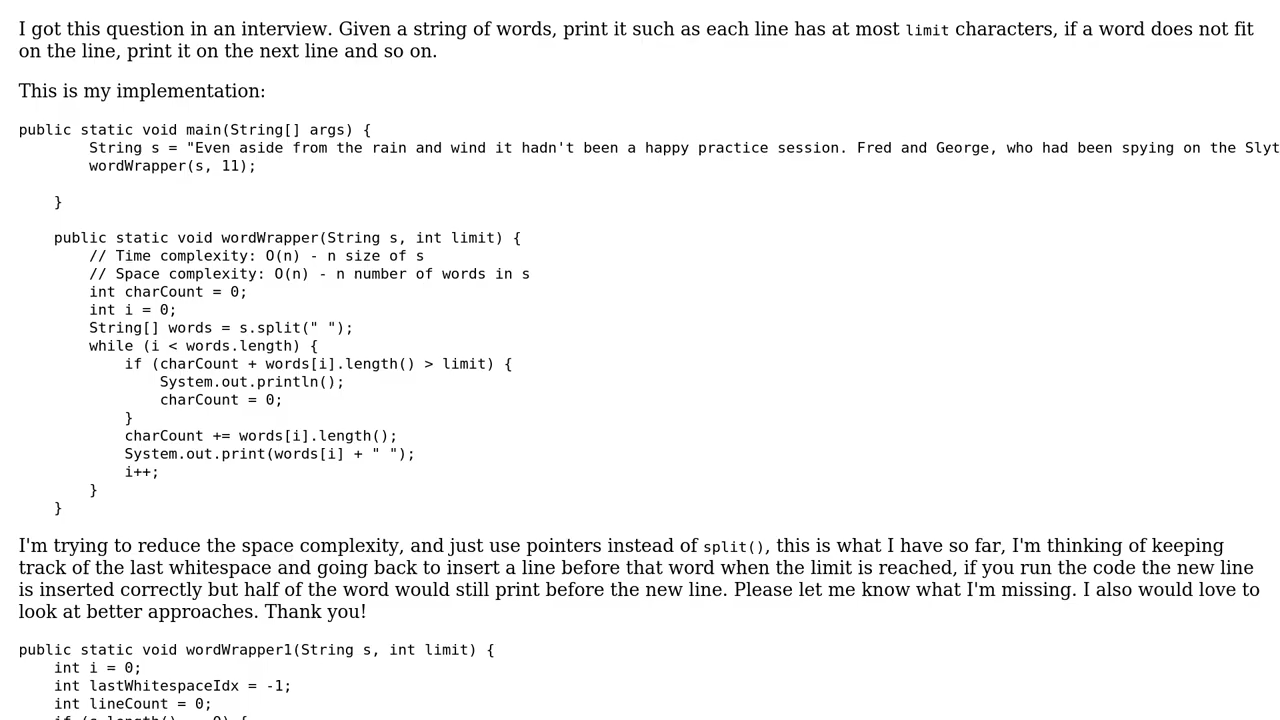 I got this question in an interview. Given a string of words, print it such as each line has at most limit characters, if a word does not fit
on the line, print it on the next line and so on.
This is my implementation:
public static void main(String[] args) {
        String s = "Even aside from the rain and wind it hadn't been a happy practice session. Fred and George, who had been spying on the Slyt
        wordWrapper(s, 11);
    }
    public static void wordWrapper(String s, int limit) {
        // Time complexity: O(n) - n size of s
        // Space complexity: O(n) - n number of words in s
        int charCount = 0;
        int i = 0;
        String[] words = s.split(" ");
        while (i < words.length) {
            if (charCount + words[i].length() > limit) {
                System.out.println();
                charCount = 0;
            }
            charCount += words[i].length();
            System.out.print(words[i] + " ");
            i++;
        }
    }
I'm trying to reduce the space complexity, and just use pointers instead of split(), this is what I have so far, I'm thinking of keeping
track of the last whitespace and going back to insert a line before that word when the limit is reached, if you run the code the new line
is inserted correctly but half of the word would still print before the new line. Please let me know what I'm missing. I also would love to
look at better approaches. Thank you!
public static void wordWrapper1(String s, int limit) {
    int i = 0;
    int lastWhitespaceIdx = -1;
    int lineCount = 0;